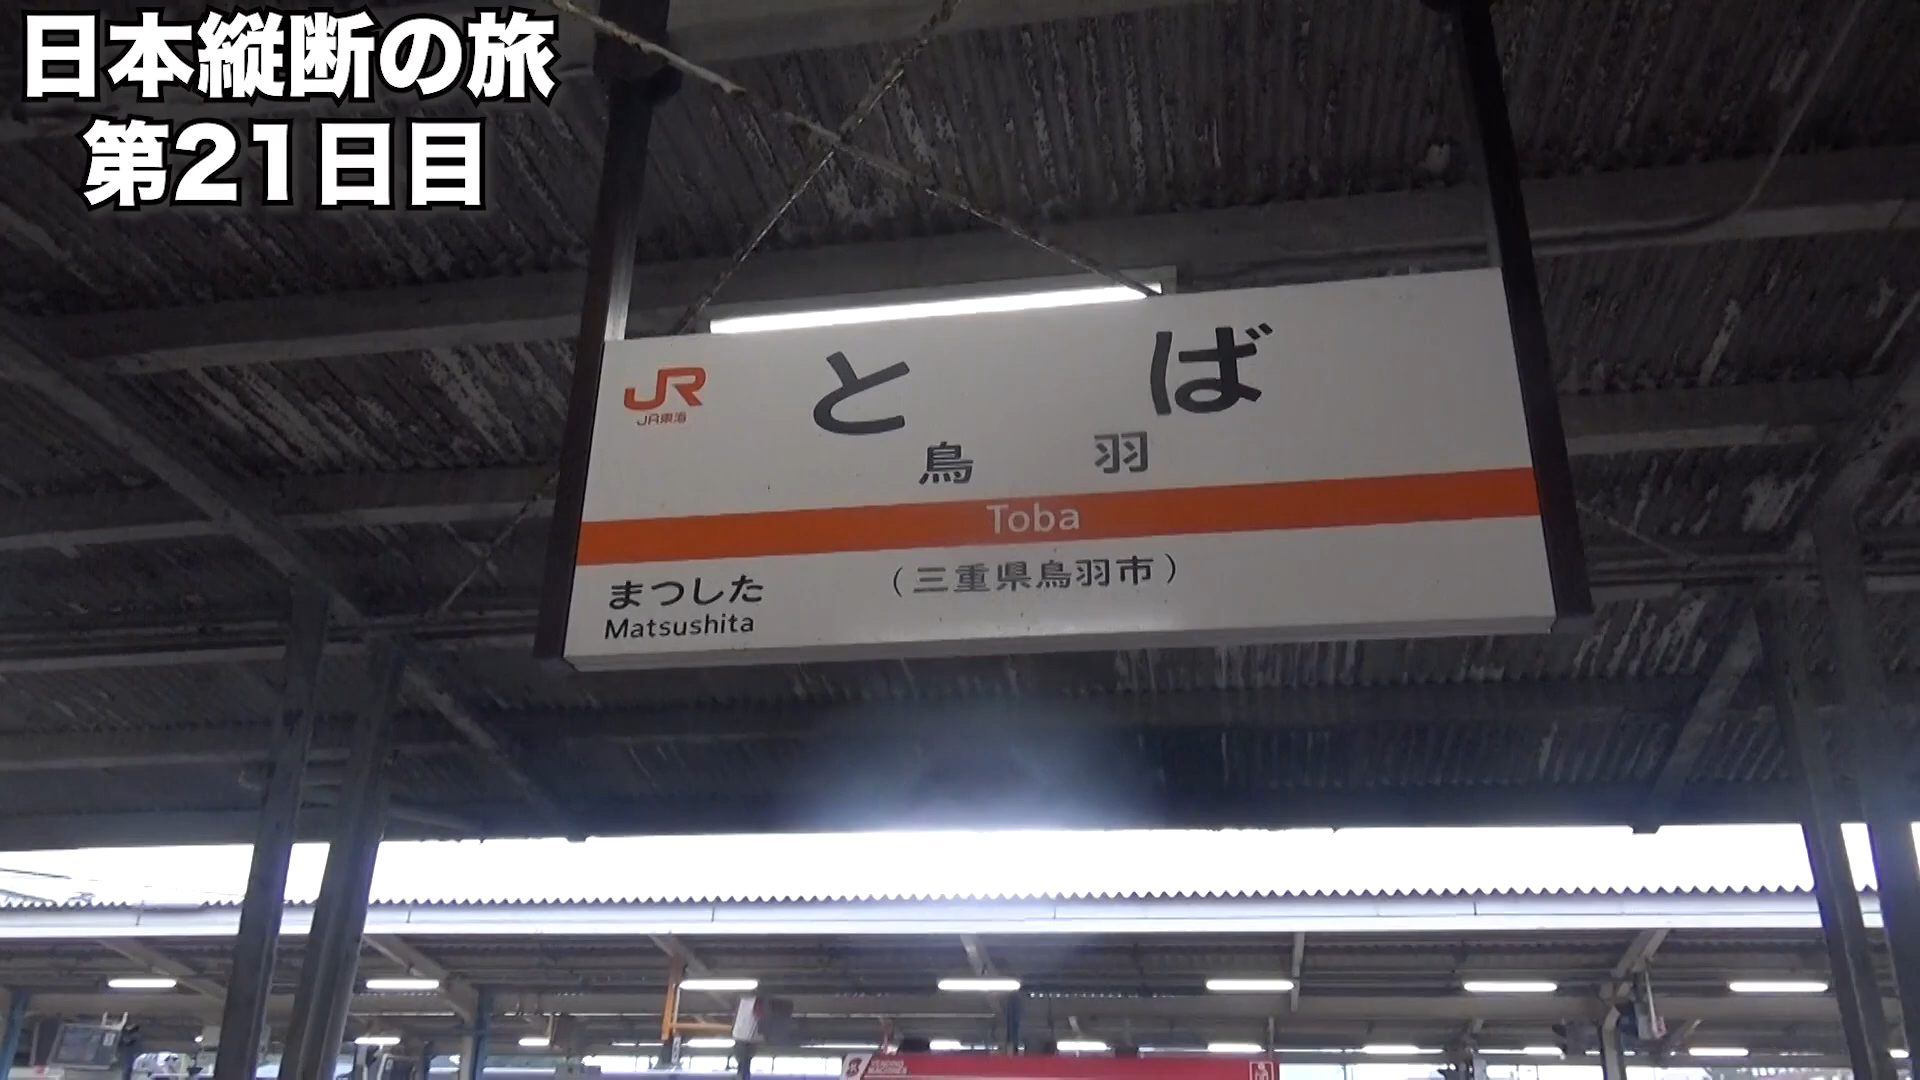 日本縦断の旅
第21日目
JR
JR東海
とば
鳥羽
Toba
(三重県鳥羽市)
まつした
Matsushita